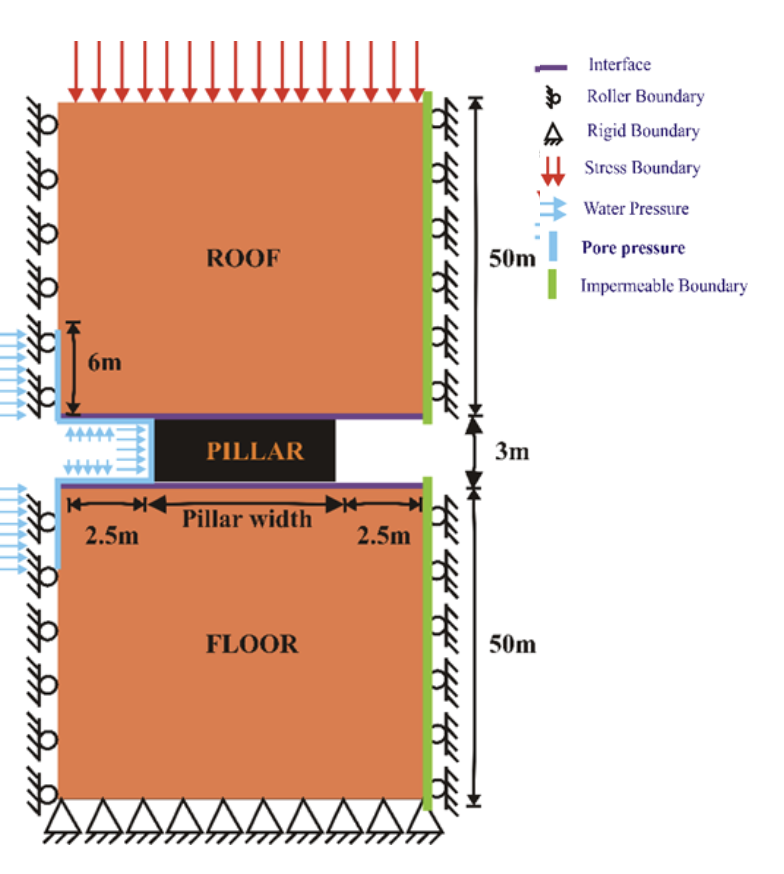 Interface
Roller Boundary
Rigid Boundary
Stress Boundary
Water Pressure
Pore pressure
Impermeable Boundary
ROOF
50m
6m
PILLAR
3m
Pillar width
2.5m
2.5m
FLOOR
50m